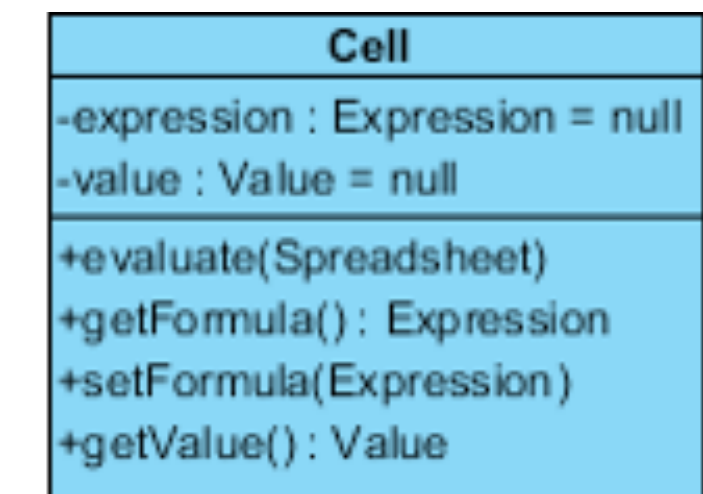 Cell
-expression : Expression = null
-value : Value = null
+evaluate(Spreadsheet)
+getFormula() : Expression
+setFormula(Expression)
+getValue() : Value